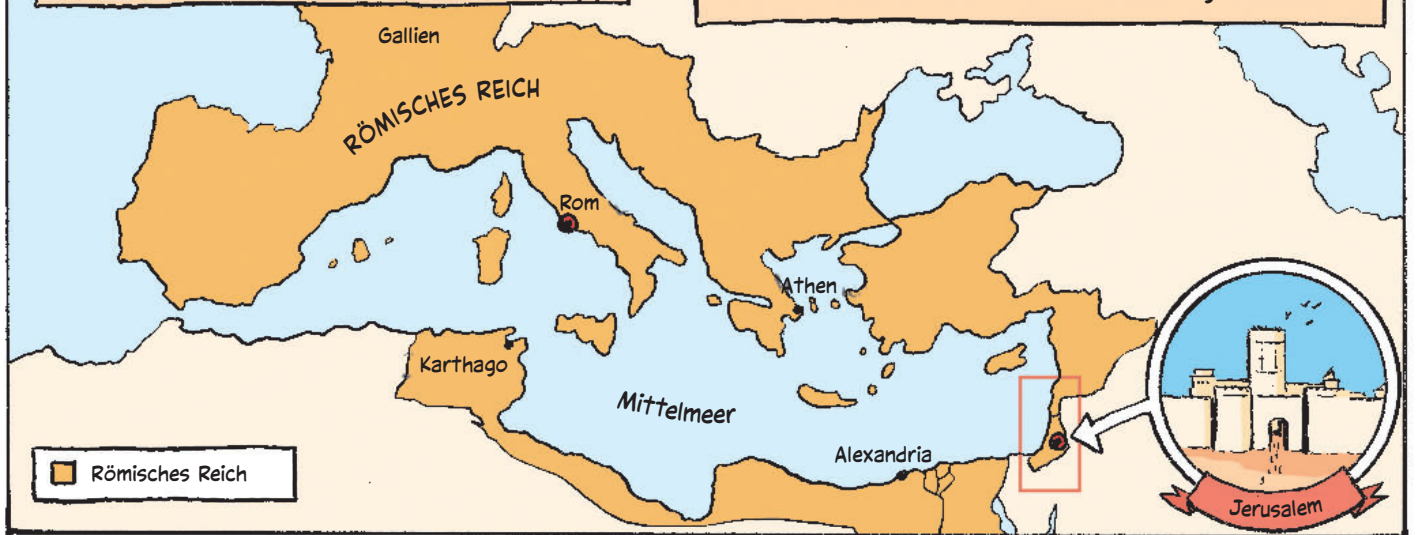 Gallien
RÖMISCHES REICH
Rom
Athen
Karthago
Mittelmeer
Alexandria
Römisches Reich
Jerusalem